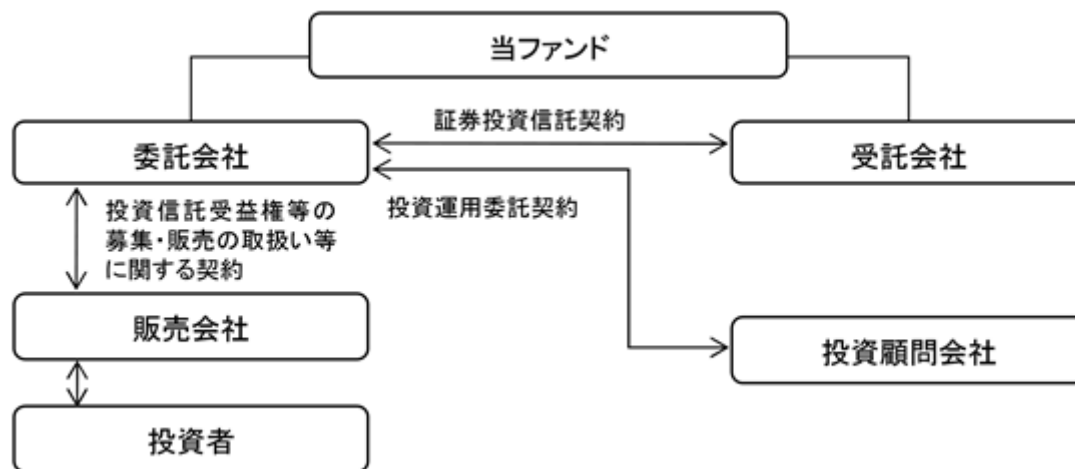 当ファンド
証券投資信託契約
委託会社
受託会社
投資運用委託契約
投資信託受益権等の
募集・販売の取扱い等
に関する契約
販売会社
投資顧問会社
投資者